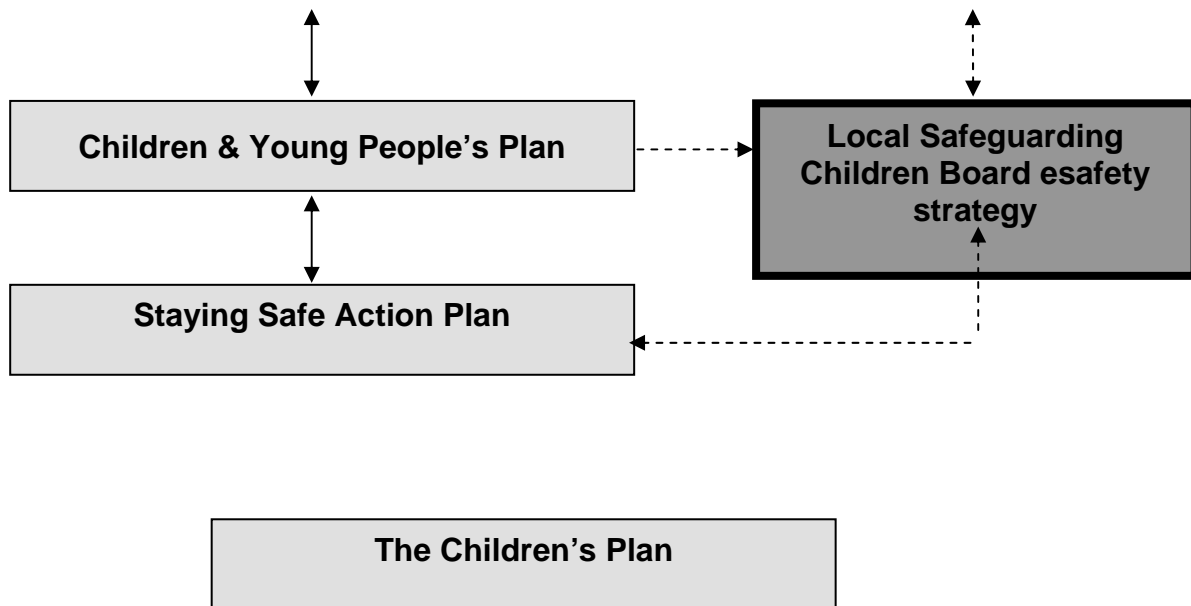 Children & Young People’s Plan
Local Safeguarding
Children Board esafety
strategy
Staying Safe Action Plan
The Children’s Plan